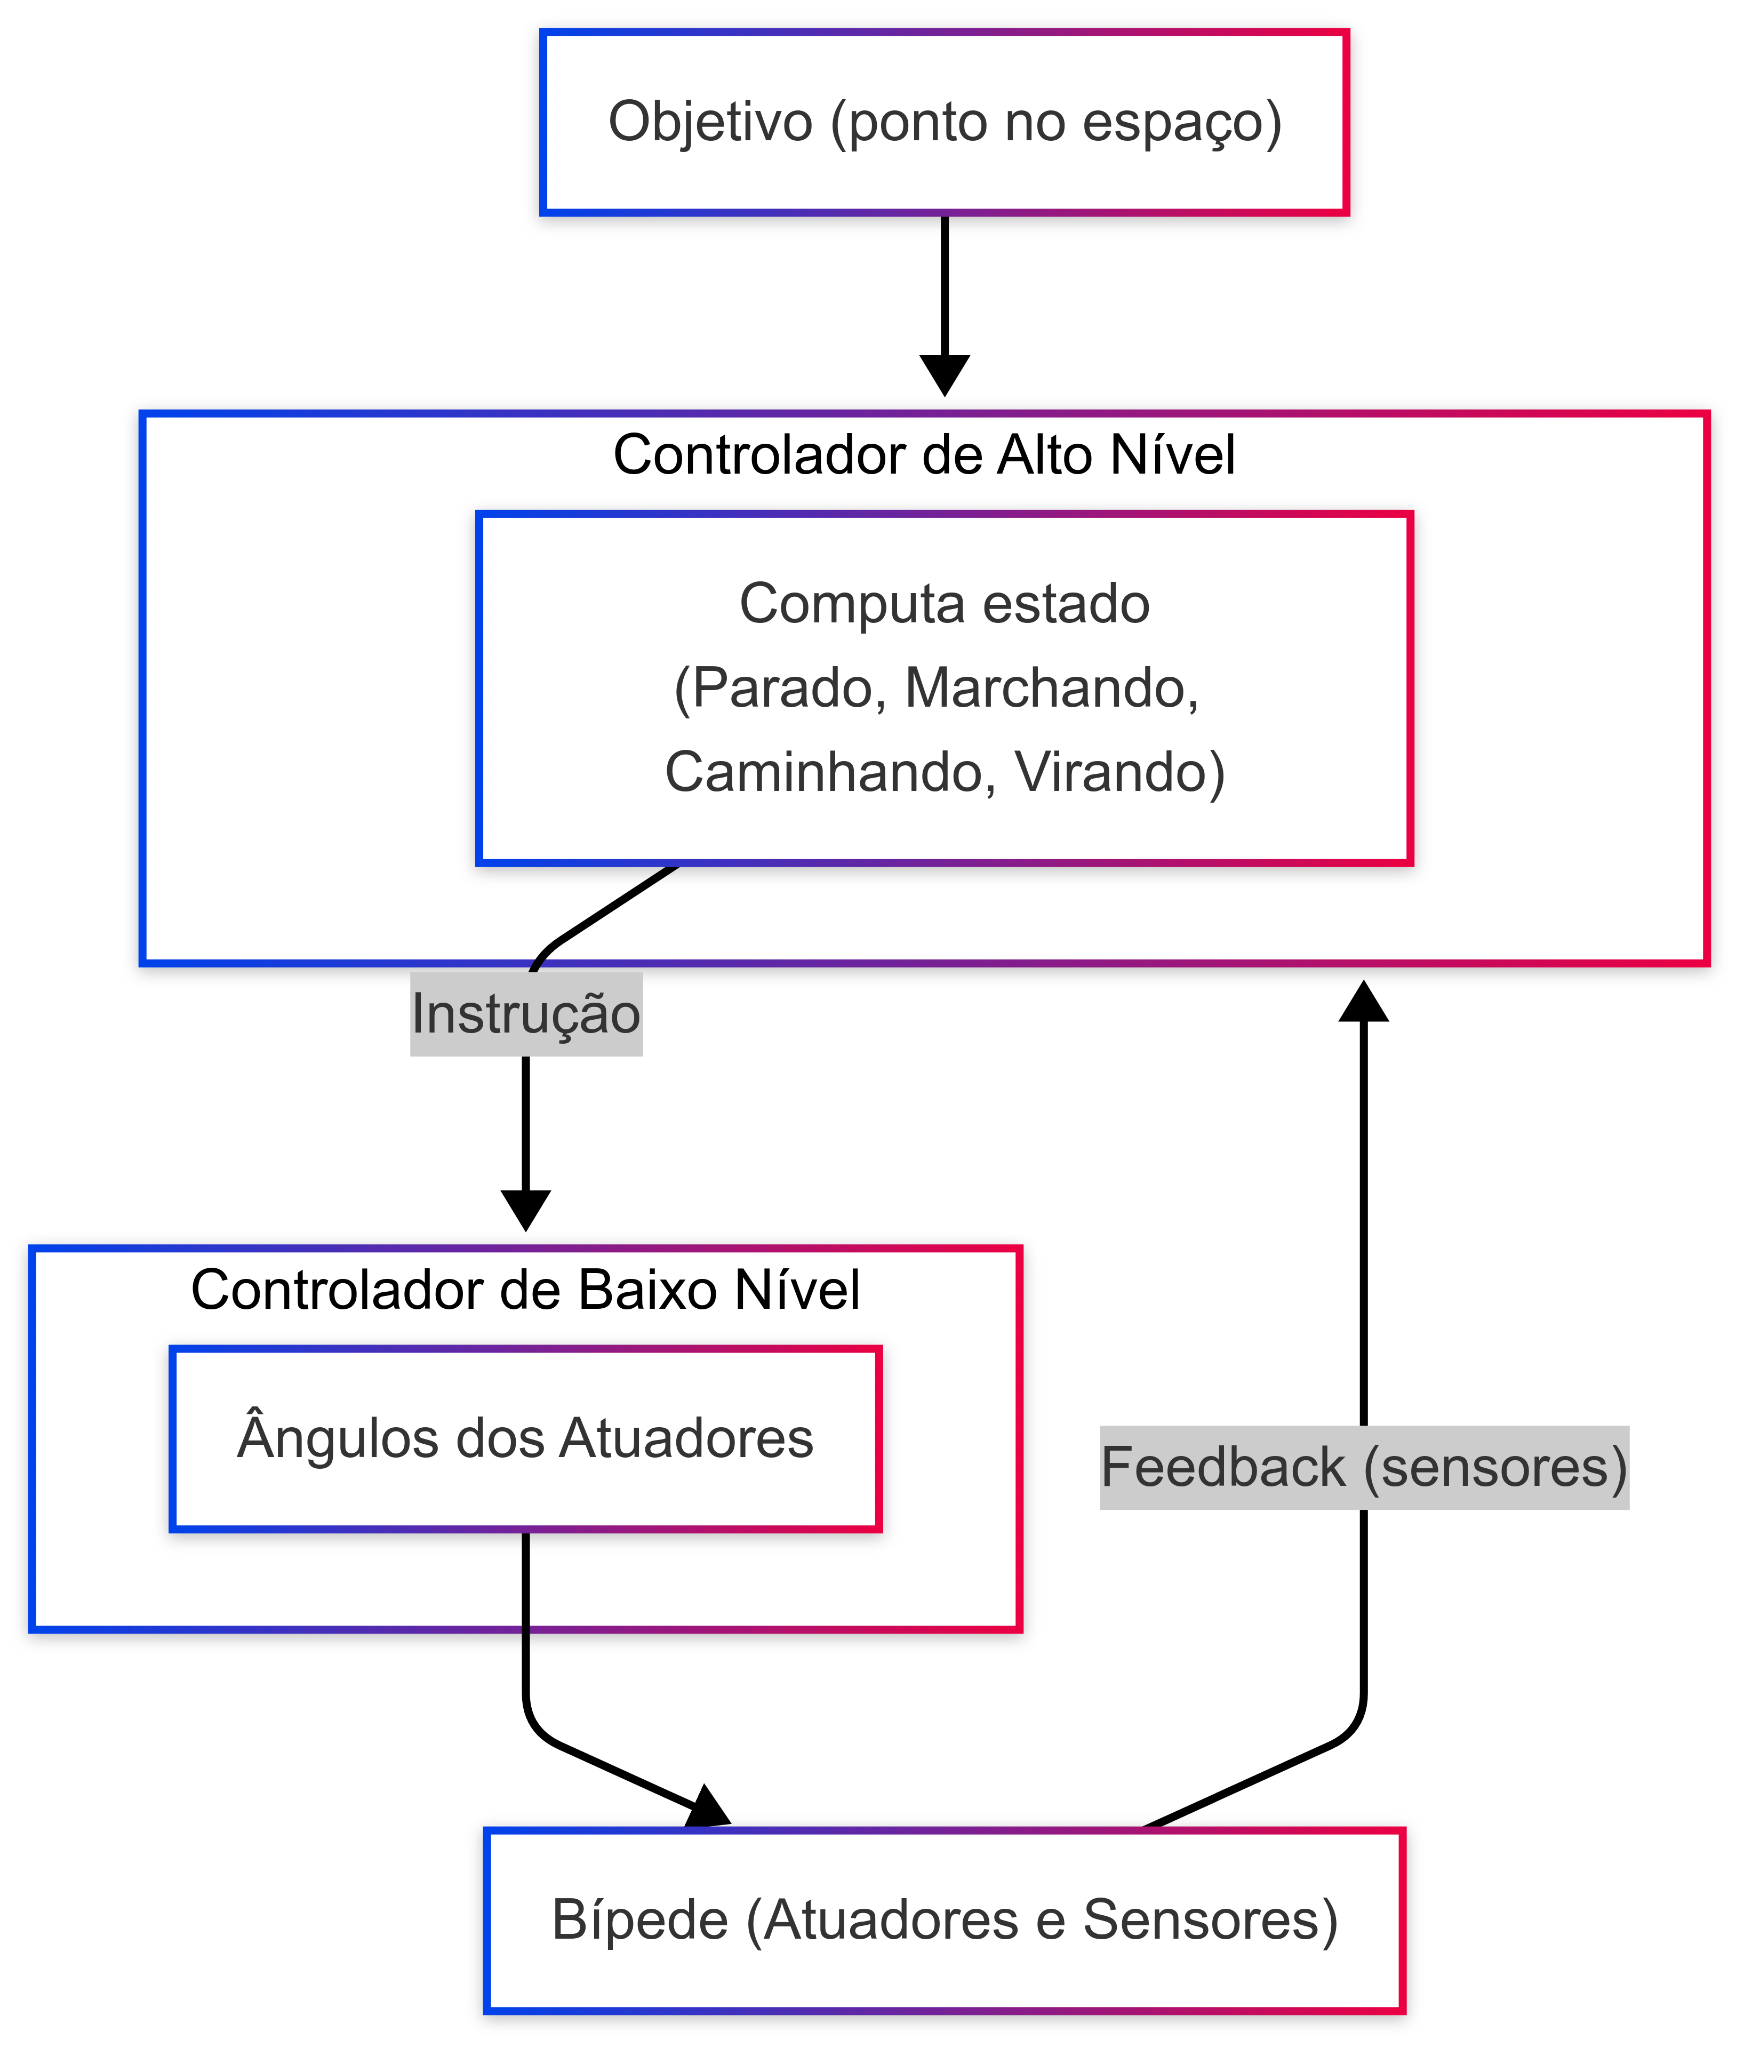 Objetivo (ponto no espaço)
Controlador de Alto Nível
Computa estado
(Parado, Marchando,
Caminhando, Virando)
Instrução
Controlador de Baixo Nível
Ângulos dos Atuadores
Feedback (sensores)
Bípede (Atuadores e Sensores)